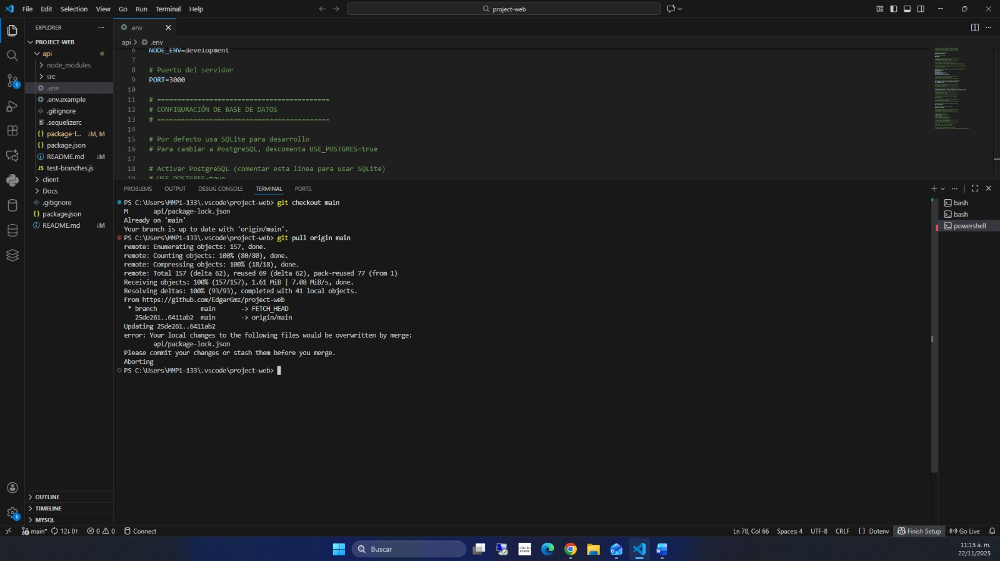 File Edit Selection View Go Run Terminal Help
project-web
EXPLORER
.env
PROJECT-WEB
api > .env
api
node_modules
src
.env
.env.example
.gitignore
.sequelizerc
package-l... ↓M, M
package.json
README.md ↓M
JS test-branches.js
client
Docs
.gitignore
package.json
README.md ↓M
OUTLINE
TIMELINE
MYSQL
6 NODE_ENV=development
7
8 # Puerto del servidor
9 PORT=3000
10
11 # ==========================================
12 # CONFIGURACIÓN DE BASE DE DATOS
13 # ==========================================
14
15 # Por defecto usa SQLite para desarrollo
16 # Para cambiar a PostgreSQL, descomenta USE_POSTGRES=true
17
18 # Activar PostgreSQL (comentar esta línea para usar SQLite)
19 # USE_POSTGRES=true
PROBLEMS OUTPUT DEBUG CONSOLE TERMINAL PORTS
PS C:\Users\MMP1-133\.vscode\project-web> git checkout main
M api/package-lock.json
Already on 'main'
Your branch is up to date with 'origin/main'.
PS C:\Users\MMP1-133\.vscode\project-web> git pull origin main
remote: Enumerating objects: 157, done.
remote: Counting objects: 100% (80/80), done.
remote: Compressing objects: 100% (18/18), done.
remote: Total 157 (delta 62), reused 69 (delta 62), pack-reused 77 (from 1)
Receiving objects: 100% (157/157), 1.61 MiB | 7.08 MiB/s, done.
Resolving deltas: 100% (93/93), completed with 41 local objects.
From https://github.com/EdgarGmz/project-web
* branch main -> FETCH_HEAD
25de261..6411ab2 main -> origin/main
Updating 25de261..6411ab2
error: Your local changes to the following files would be overwritten by merge:
api/package-lock.json
Please commit your changes or stash them before you merge.
Aborting
PS C:\Users\MMP1-133\.vscode\project-web>
bash
bash
powershell
main* 12↓ 0↑ 0 0 Connect
Ln 78, Col 66 Spaces: 4 UTF-8 CRLF { } Dotenv Finish Setup Go Live
Buscar
11:15 a. m.
22/11/2025